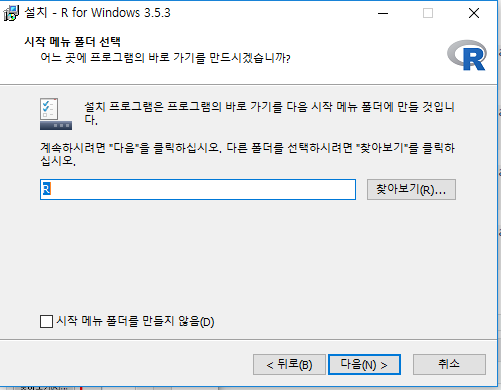 설치 - R for Windows 3.5.3
시작 메뉴 폴더 선택
어느 곳에 프로그램의 바로 가기를 만드시겠습니까?
R
설치 프로그램은 프로그램의 바로 가기를 다음 시작 메뉴 폴더에 만들 것입니
다.
계속하시려면 "다음"을 클릭하십시오. 다른 폴더를 선택하시려면 "찾아보기"를 클릭하
십시오.
R
찾아보기(R)...
시작 메뉴 폴더를 만들지 않음(D)
< 뒤로(B)
다음(N) >
취소